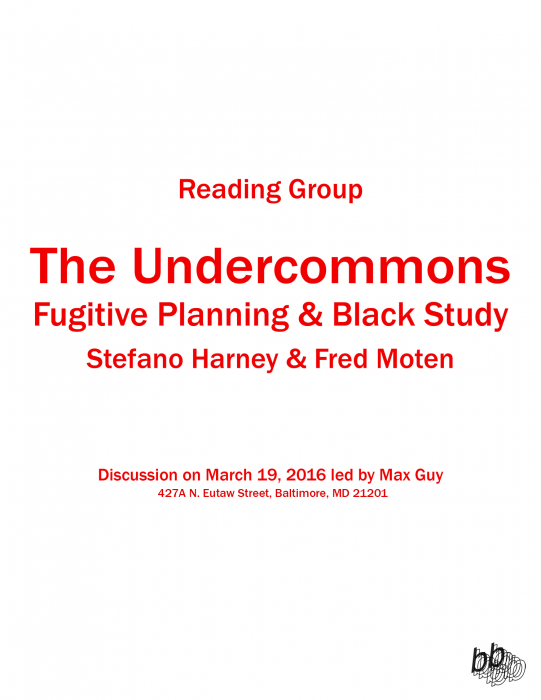 Reading Group
The Undercommons
Fugitive Planning & Black Study
Stefano Harney & Fred Moten
Discussion on March 19, 2016 led by Max Guy
427A N. Eutaw Street, Baltimore, MD 21201
bb